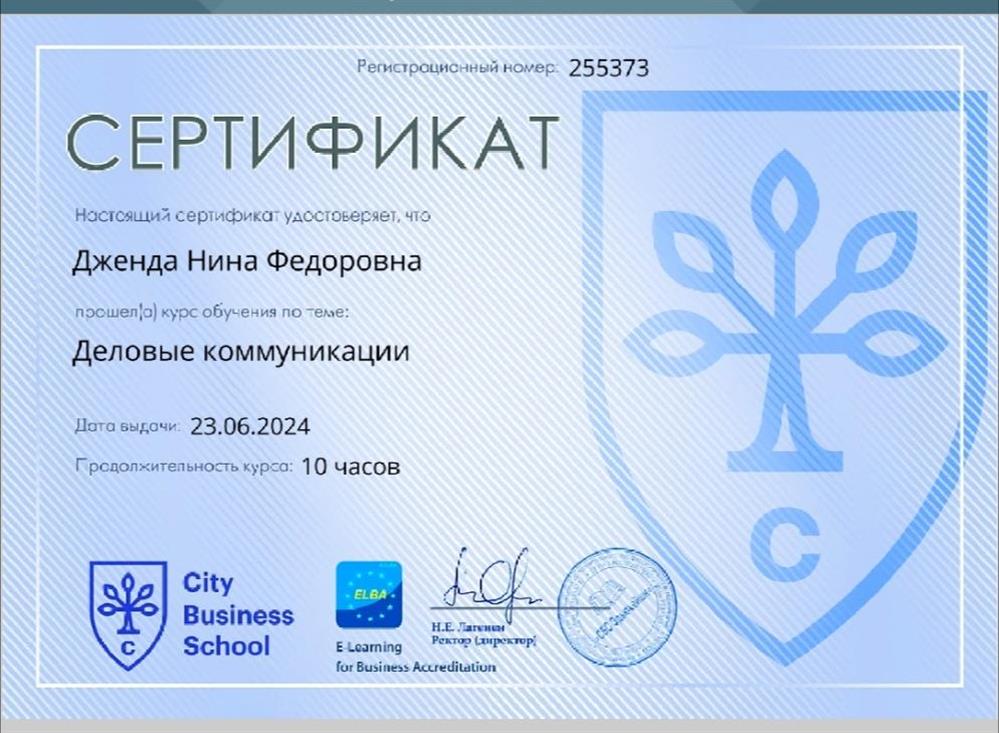 Регистрационный номер: 255373
СЕРТИФИКАТ
Настоящий сертификат удостоверяет, что
Дженда Нина Федоровна
прошел(а) курс обучения по теме:
Деловые коммуникации
Дата выдачи: 23.06.2024
Продолжительность курса: 10 часов
С
С
City
Business
School
ELBA
E-Learning
for Business Accreditation
Н.Е.
Ректор (директор)